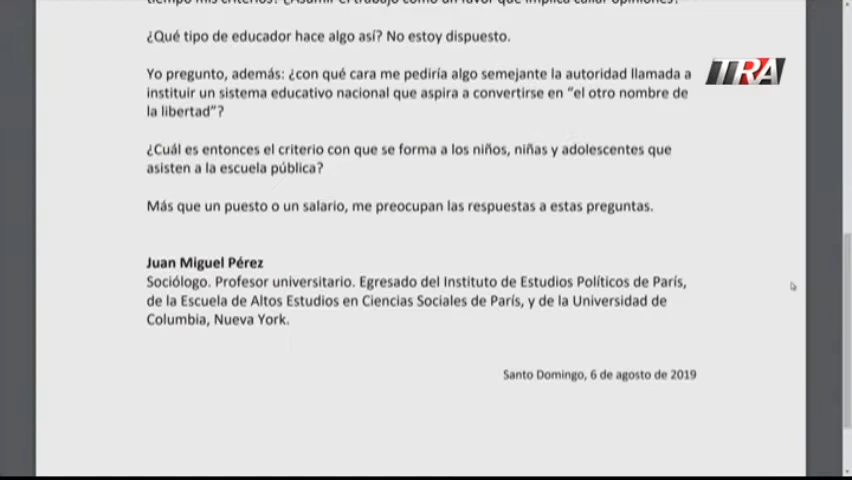 ¿Qué tipo de educador hace algo así? No estoy dispuesto.
Yo pregunto, además: ¿con qué cara me pediría algo semejante la autoridad llamada a
instituir un sistema educativo nacional que aspira a convertirse en “el otro nombre de
la libertad”?
¿Cuál es entonces el criterio con que se forma a los niños, niñas y adolescentes que
asisten a la escuela pública?
Más que un puesto o un salario, me preocupan las respuestas a estas preguntas.
Juan Miguel Pérez
Sociólogo. Profesor universitario. Egresado del Instituto de Estudios Políticos de París,
de la Escuela de Altos Estudios en Ciencias Sociales de París, y de la Universidad de
Columbia, Nueva York.
Santo Domingo, 6 de agosto de 2019